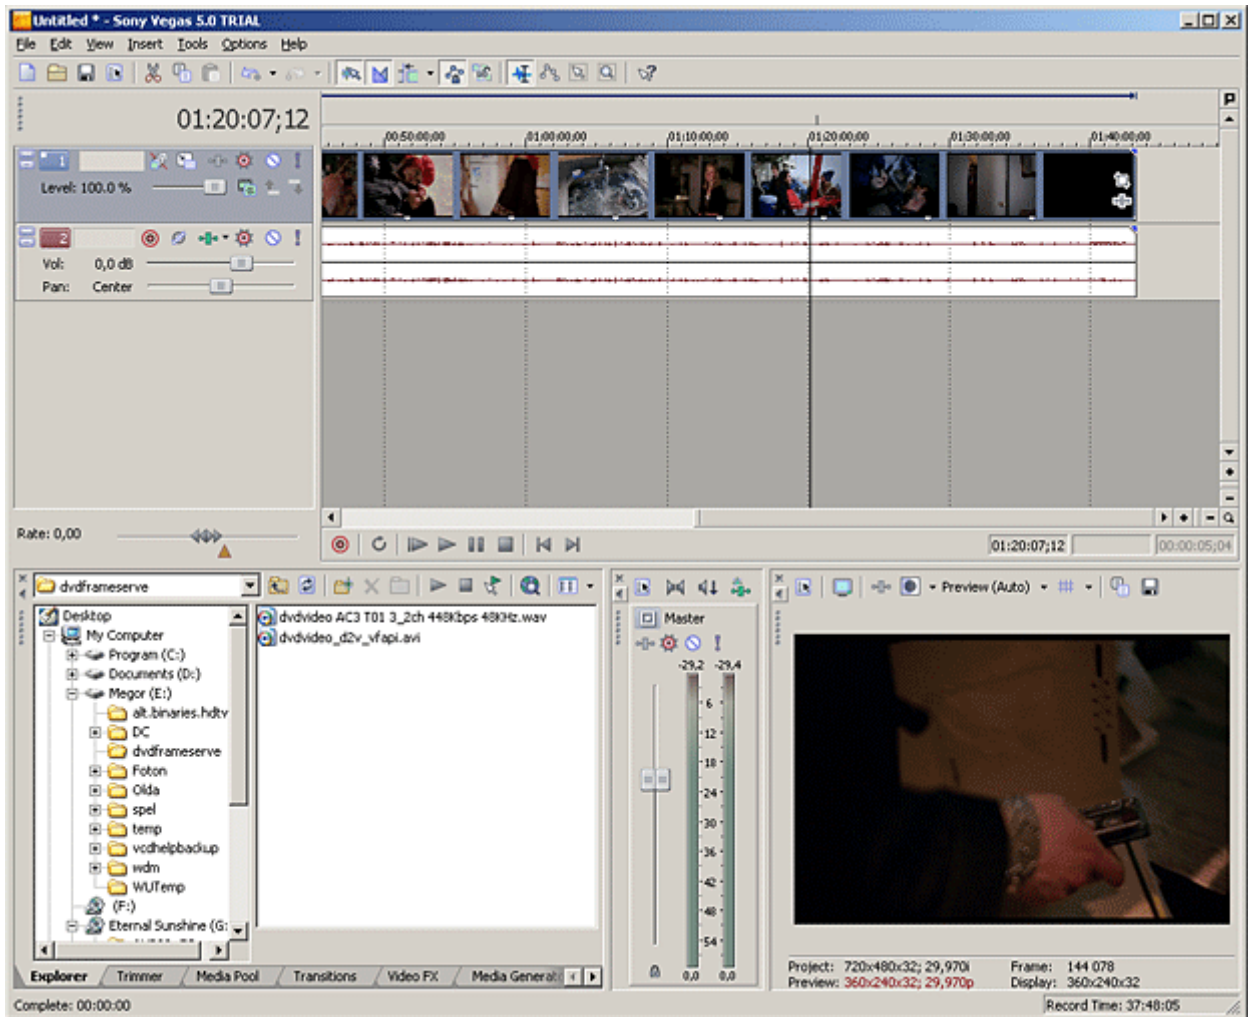 Untitled * - Sony Vegas 5.0 TRIAL
File Edit View Insert Tools Options Help
01:20:07;12
00:50:00;00 01:00:00;00 01:10:00;00 01:20:00;00 01:30:00;00 01:40:00;00
1
Level: 100.0 %
2
Vol: 0,0 dB
Pan: Center
Rate: 0,00
01:20:07;12 00:00:05;04
dvdframeserve
Preview (Auto)
Desktop
My Computer
Program (C:)
Documents (D:)
Megor (E:)
alt.binaries.hdtv
DC
dvdframeserve
Foton
Olda
spel
temp
vcdhelpbackup
wdm
WUTemp
(F:)
Eternal Sunshine (G:
dvdvideo AC3 T01 3_2ch 448Kbps 48KHz.wav
dvdvideo_d2v_vfapi.avi
Master
-29,2 -29,4
- 6 -
-12 -
-18 -
-24 -
-30 -
-36 -
-42 -
-48 -
-54 -
0,0 0,0
Explorer Trimmer Media Pool Transitions Video FX Media Generat
Project: 720x480x32; 29,970i Frame: 144 078
Preview: 360x240x32; 29,970p Display: 360x240x32
Complete: 00:00:00
Record Time: 37:48:05